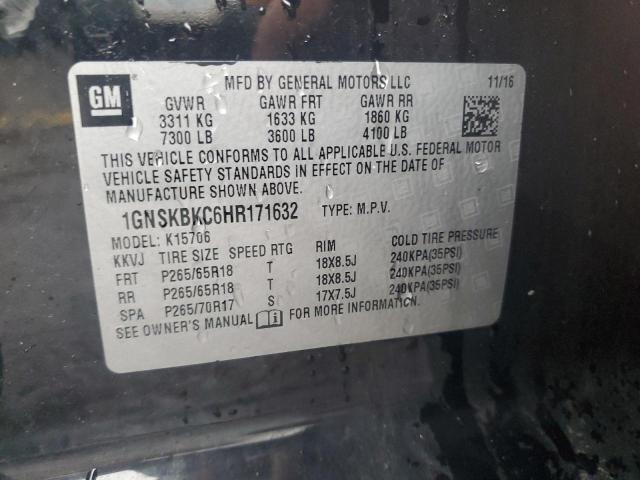 GM
MFD BY GENERAL MOTORS LLC 11/16
GVWR GAWR FRT GAWR RR
3311 KG 1633 KG 1860 KG
7300 LB 3600 LB 4100 LB
THIS VEHICLE CONFORMS TO ALL APPLICABLE U.S. FEDERAL MOTOR
VEHICLE SAFETY STANDARDS IN EFFECT ON THE DATE OF
MANUFACTURE SHOWN ABOVE.
1GNSKBKC6HR171632 TYPE: M.P.V.
MODEL: K15706
KKVJ TIRE SIZE SPEED RTG RIM COLD TIRE PRESSURE
FRT P265/65R18 T 18X8.5J 240KPA(35PSI)
RR P265/65R18 T 18X8.5J 240KPA(35PSI)
SPA P265/70R17 S 17X7.5J 240KPA(35PSI)
SEE OWNER'S MANUAL i FOR MORE INFORMATION.